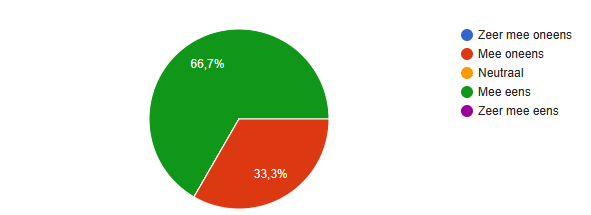 66,7%
33,3%
Zeer mee oneens
Mee oneens
Neutraal
Mee eens
Zeer mee eens